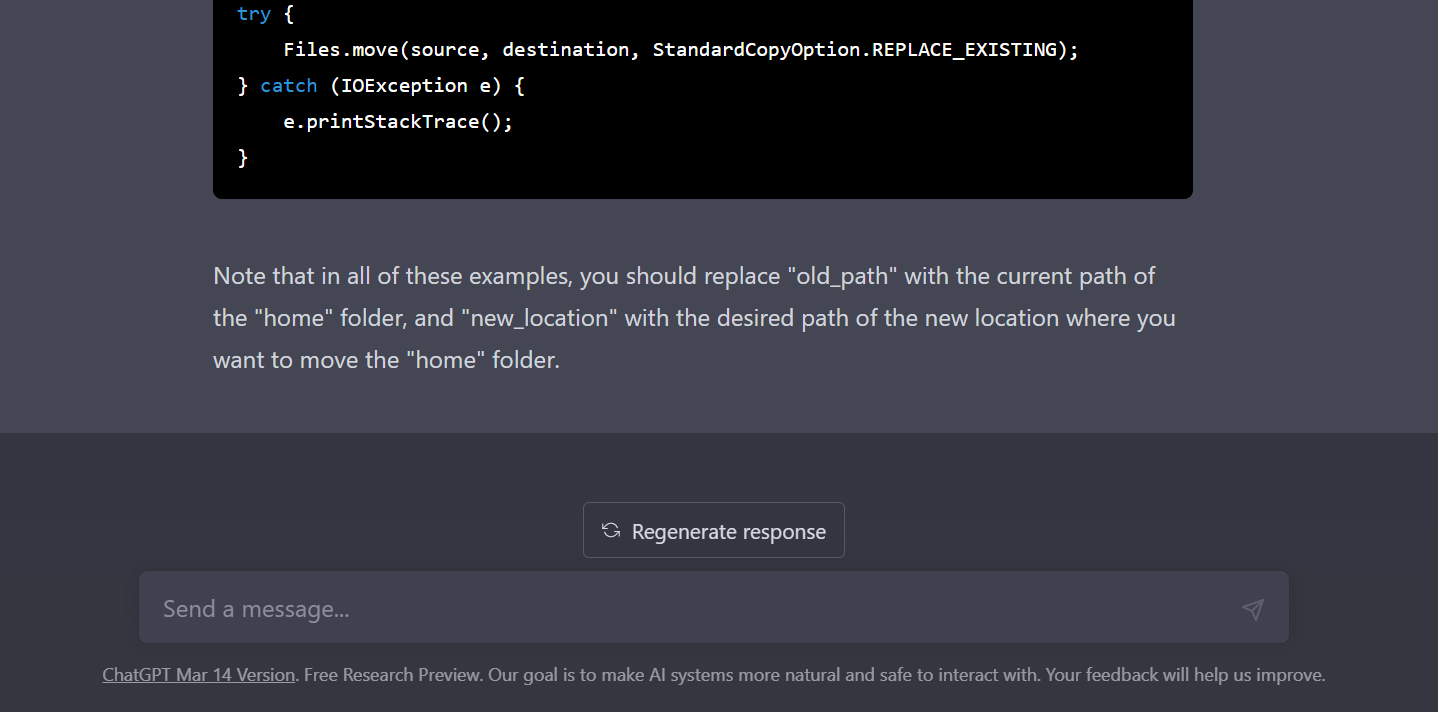 try {
    Files.move(source, destination, StandardCopyOption.REPLACE_EXISTING);
} catch (IOException e) {
    e.printStackTrace();
}
Note that in all of these examples, you should replace "old_path" with the current path of
the "home" folder, and "new_location" with the desired path of the new location where you
want to move the "home" folder.
Regenerate response
Send a message...
ChatGPT Mar 14 Version. Free Research Preview. Our goal is to make AI systems more natural and safe to interact with. Your feedback will help us improve.